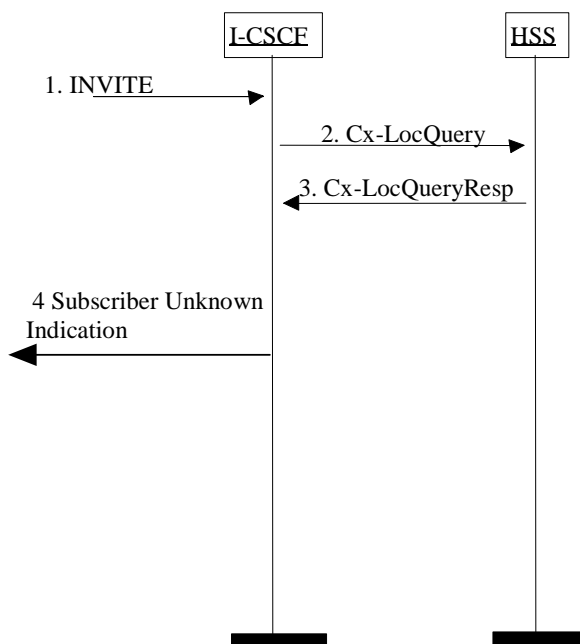 I-CSCF
HSS
1. INVITE
2. Cx-LocQuery
3. Cx-LocQueryResp
4 Subscriber Unknown
Indication